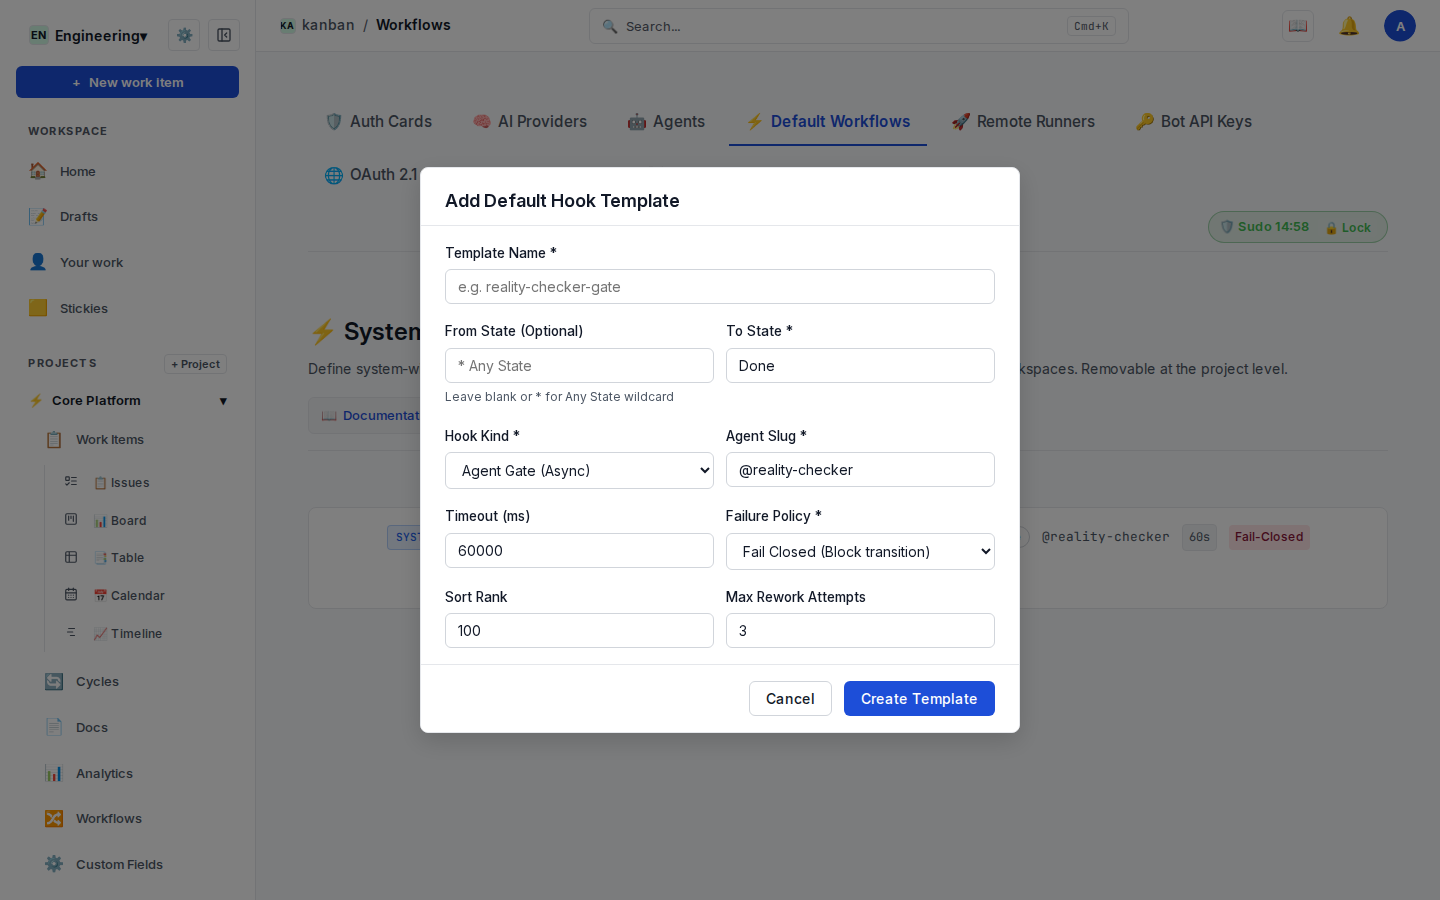 EN Engineering▾
+ New work item
WORKSPACE
Home
Drafts
Your work
Stickies
PROJECTS
+ Project
Core Platform ▾
Work Items
Issues
Board
Table
Calendar
Timeline
Cycles
Docs
Analytics
Workflows
Custom Fields
KA kanban / Workflows
Search...
Cmd+K
A
Auth Cards
AI Providers
Agents
Default Workflows
Remote Runners
Bot API Keys
OAuth 2.1
Sudo 14:58
Lock
System
Define system-w
kspaces. Removable at the project level.
Documentat
SYST
@reality-checker
60s
Fail-Closed
Add Default Hook Template
Template Name *
e.g. reality-checker-gate
From State (Optional)
To State *
* Any State
Done
Leave blank or * for Any State wildcard
Hook Kind *
Agent Slug *
Agent Gate (Async)
@reality-checker
Timeout (ms)
Failure Policy *
60000
Fail Closed (Block transition)
Sort Rank
Max Rework Attempts
100
3
Cancel
Create Template